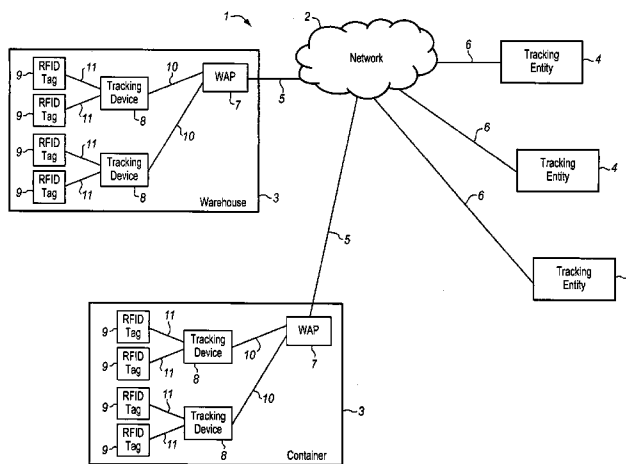 1
2
Network
6
Tracking
Entity
4
6
Tracking
Entity
4
6
Tracking
Entity
5
9
RFID
Tag
11
Tracking
Device
8
10
WAP
7
9
RFID
Tag
11
10
9
RFID
Tag
11
Tracking
Device
8
9
RFID
Tag
11
Warehouse
3
5
9
RFID
Tag
11
Tracking
Device
8
10
WAP
7
9
RFID
Tag
11
10
9
RFID
Tag
11
Tracking
Device
8
9
RFID
Tag
11
Container
3